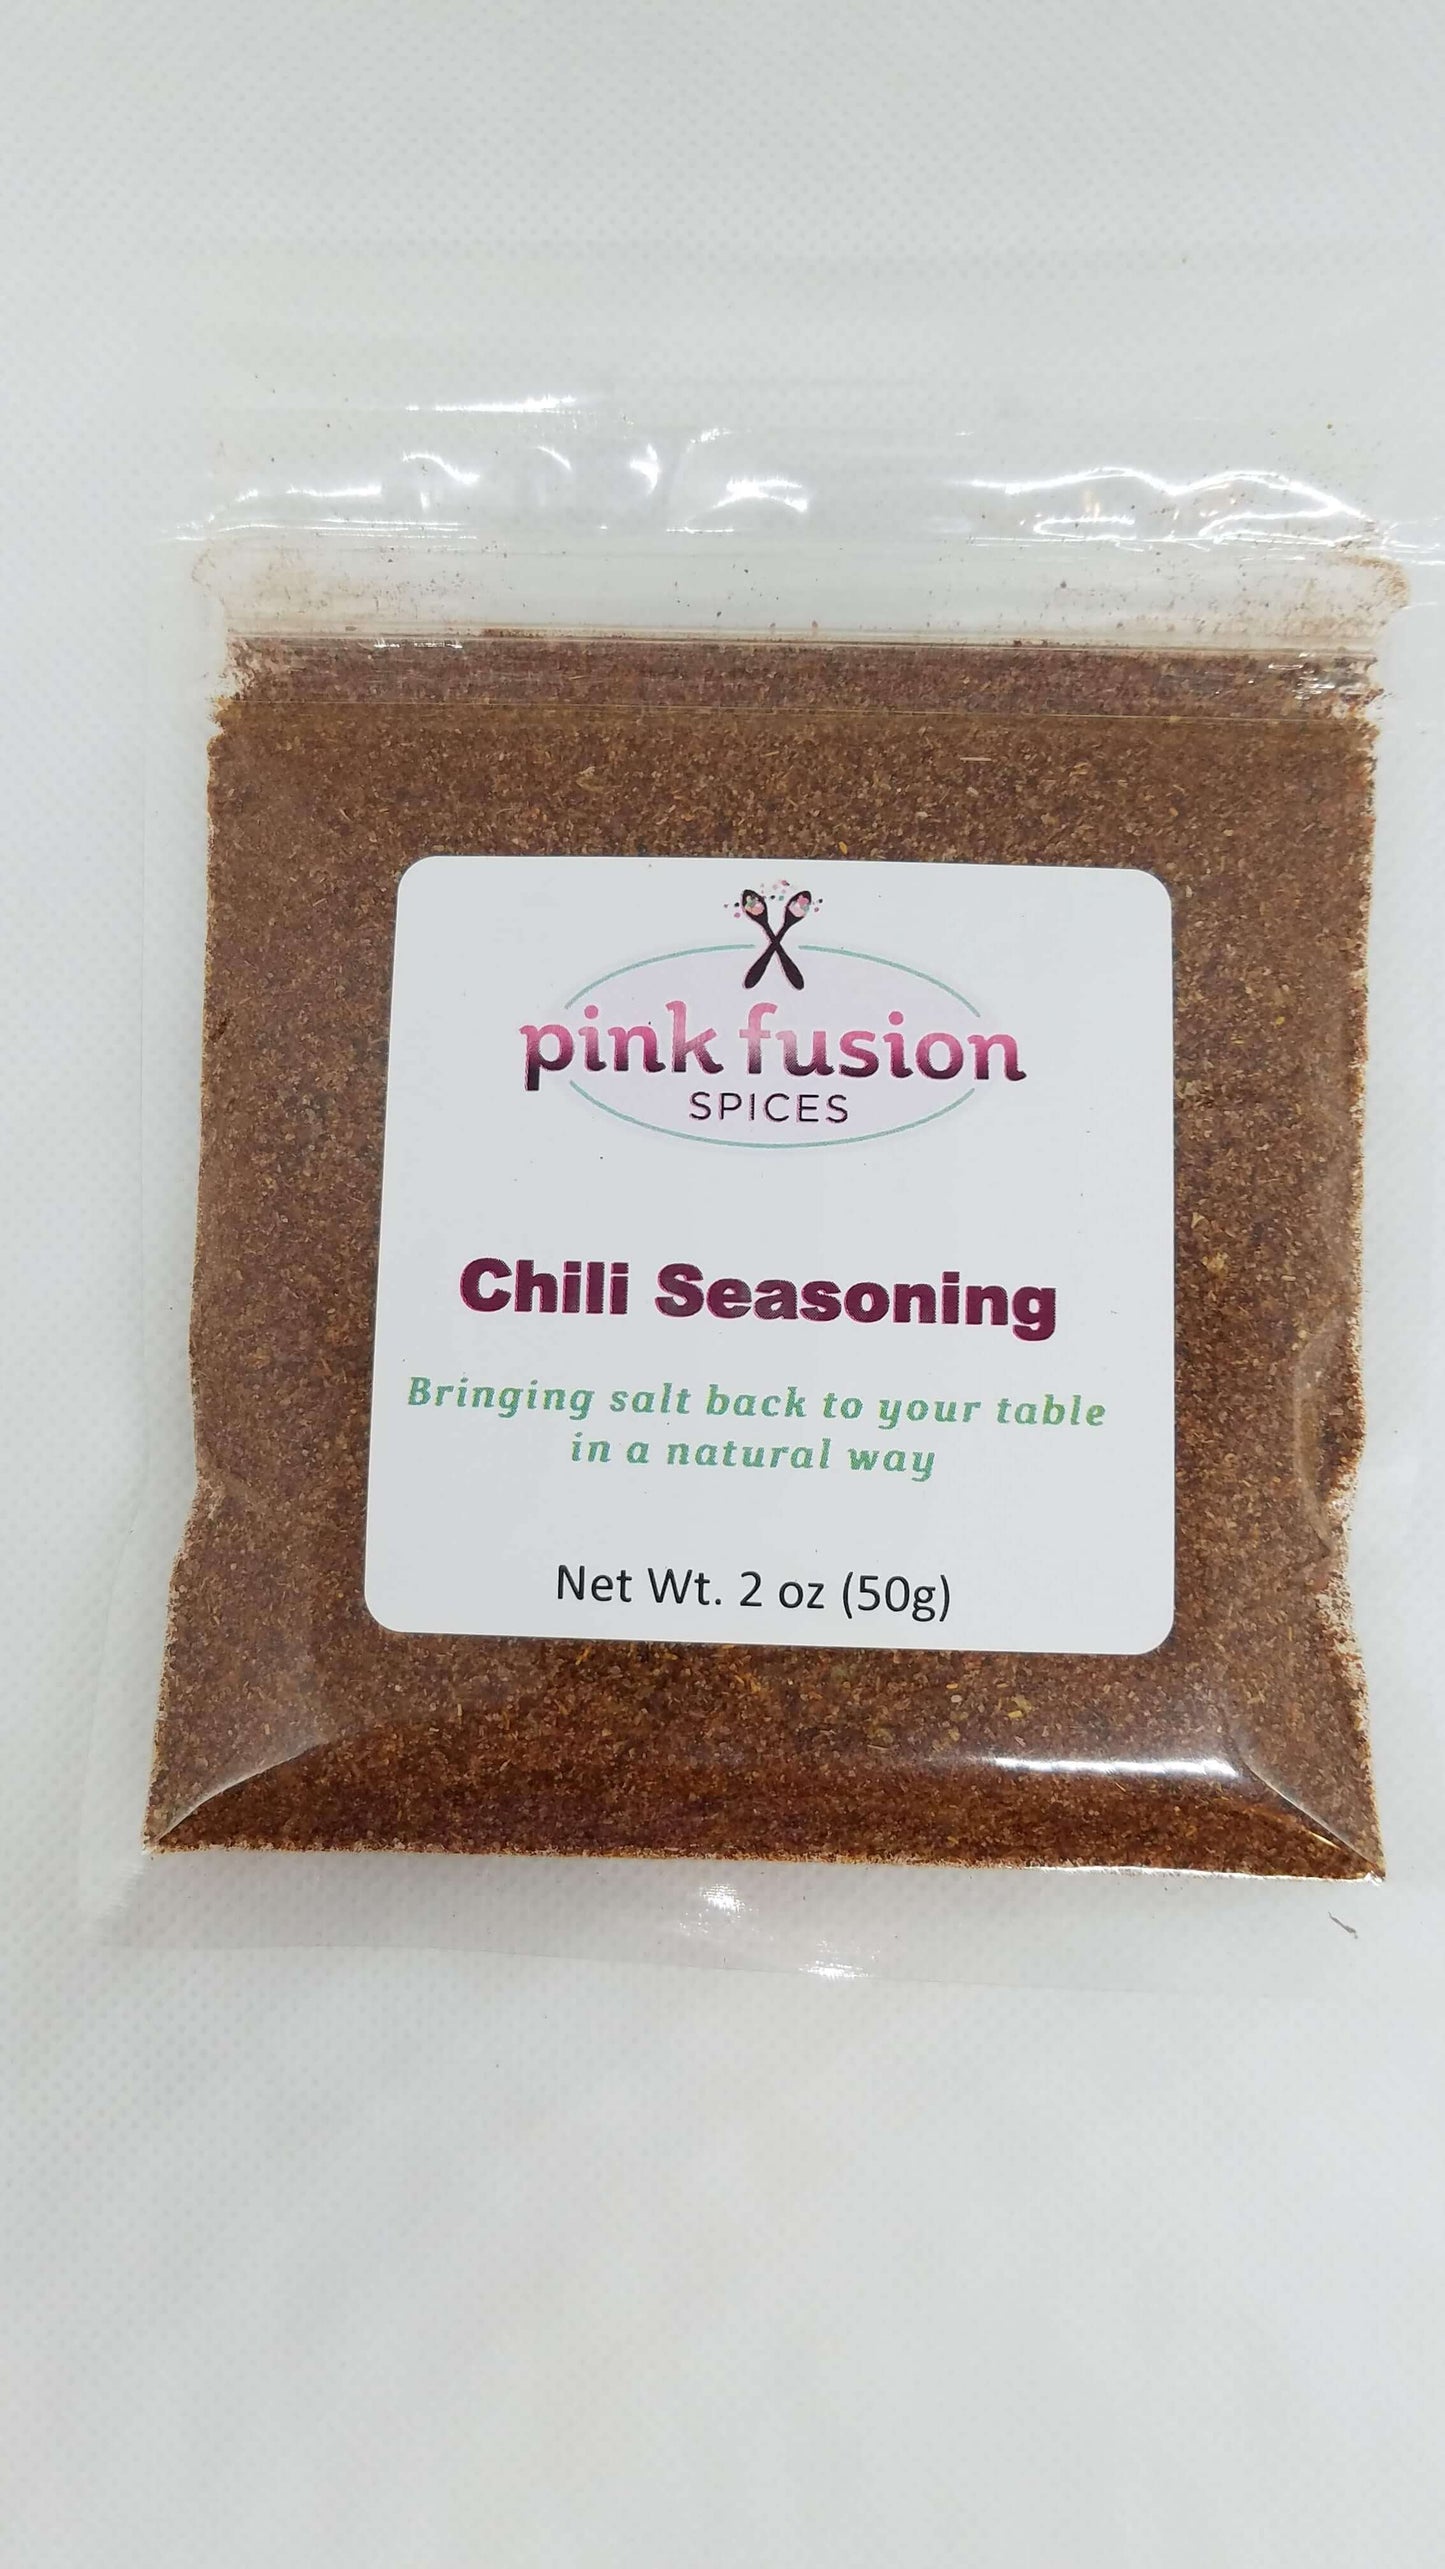 pink fusion
SPICES
Chili Seasoning
Bringing salt back to your table
in a natural way
Net Wt. 2 oz (50g)